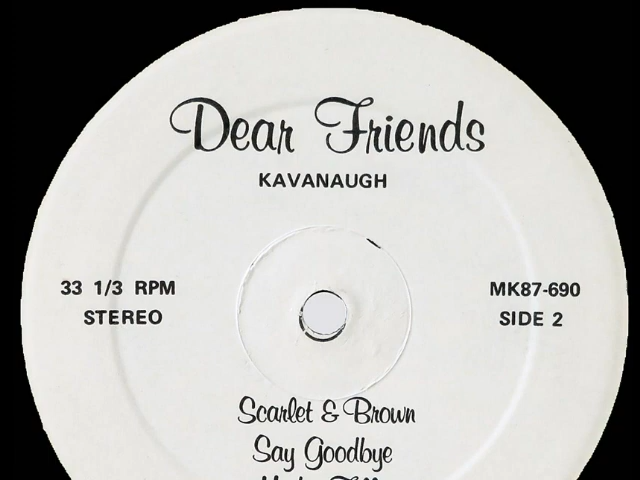 Dear Friends
KAVANAUGH
33 1/3 RPM
STEREO
MK87-690
SIDE 2
Scarlet & Brown
Say Goodbye